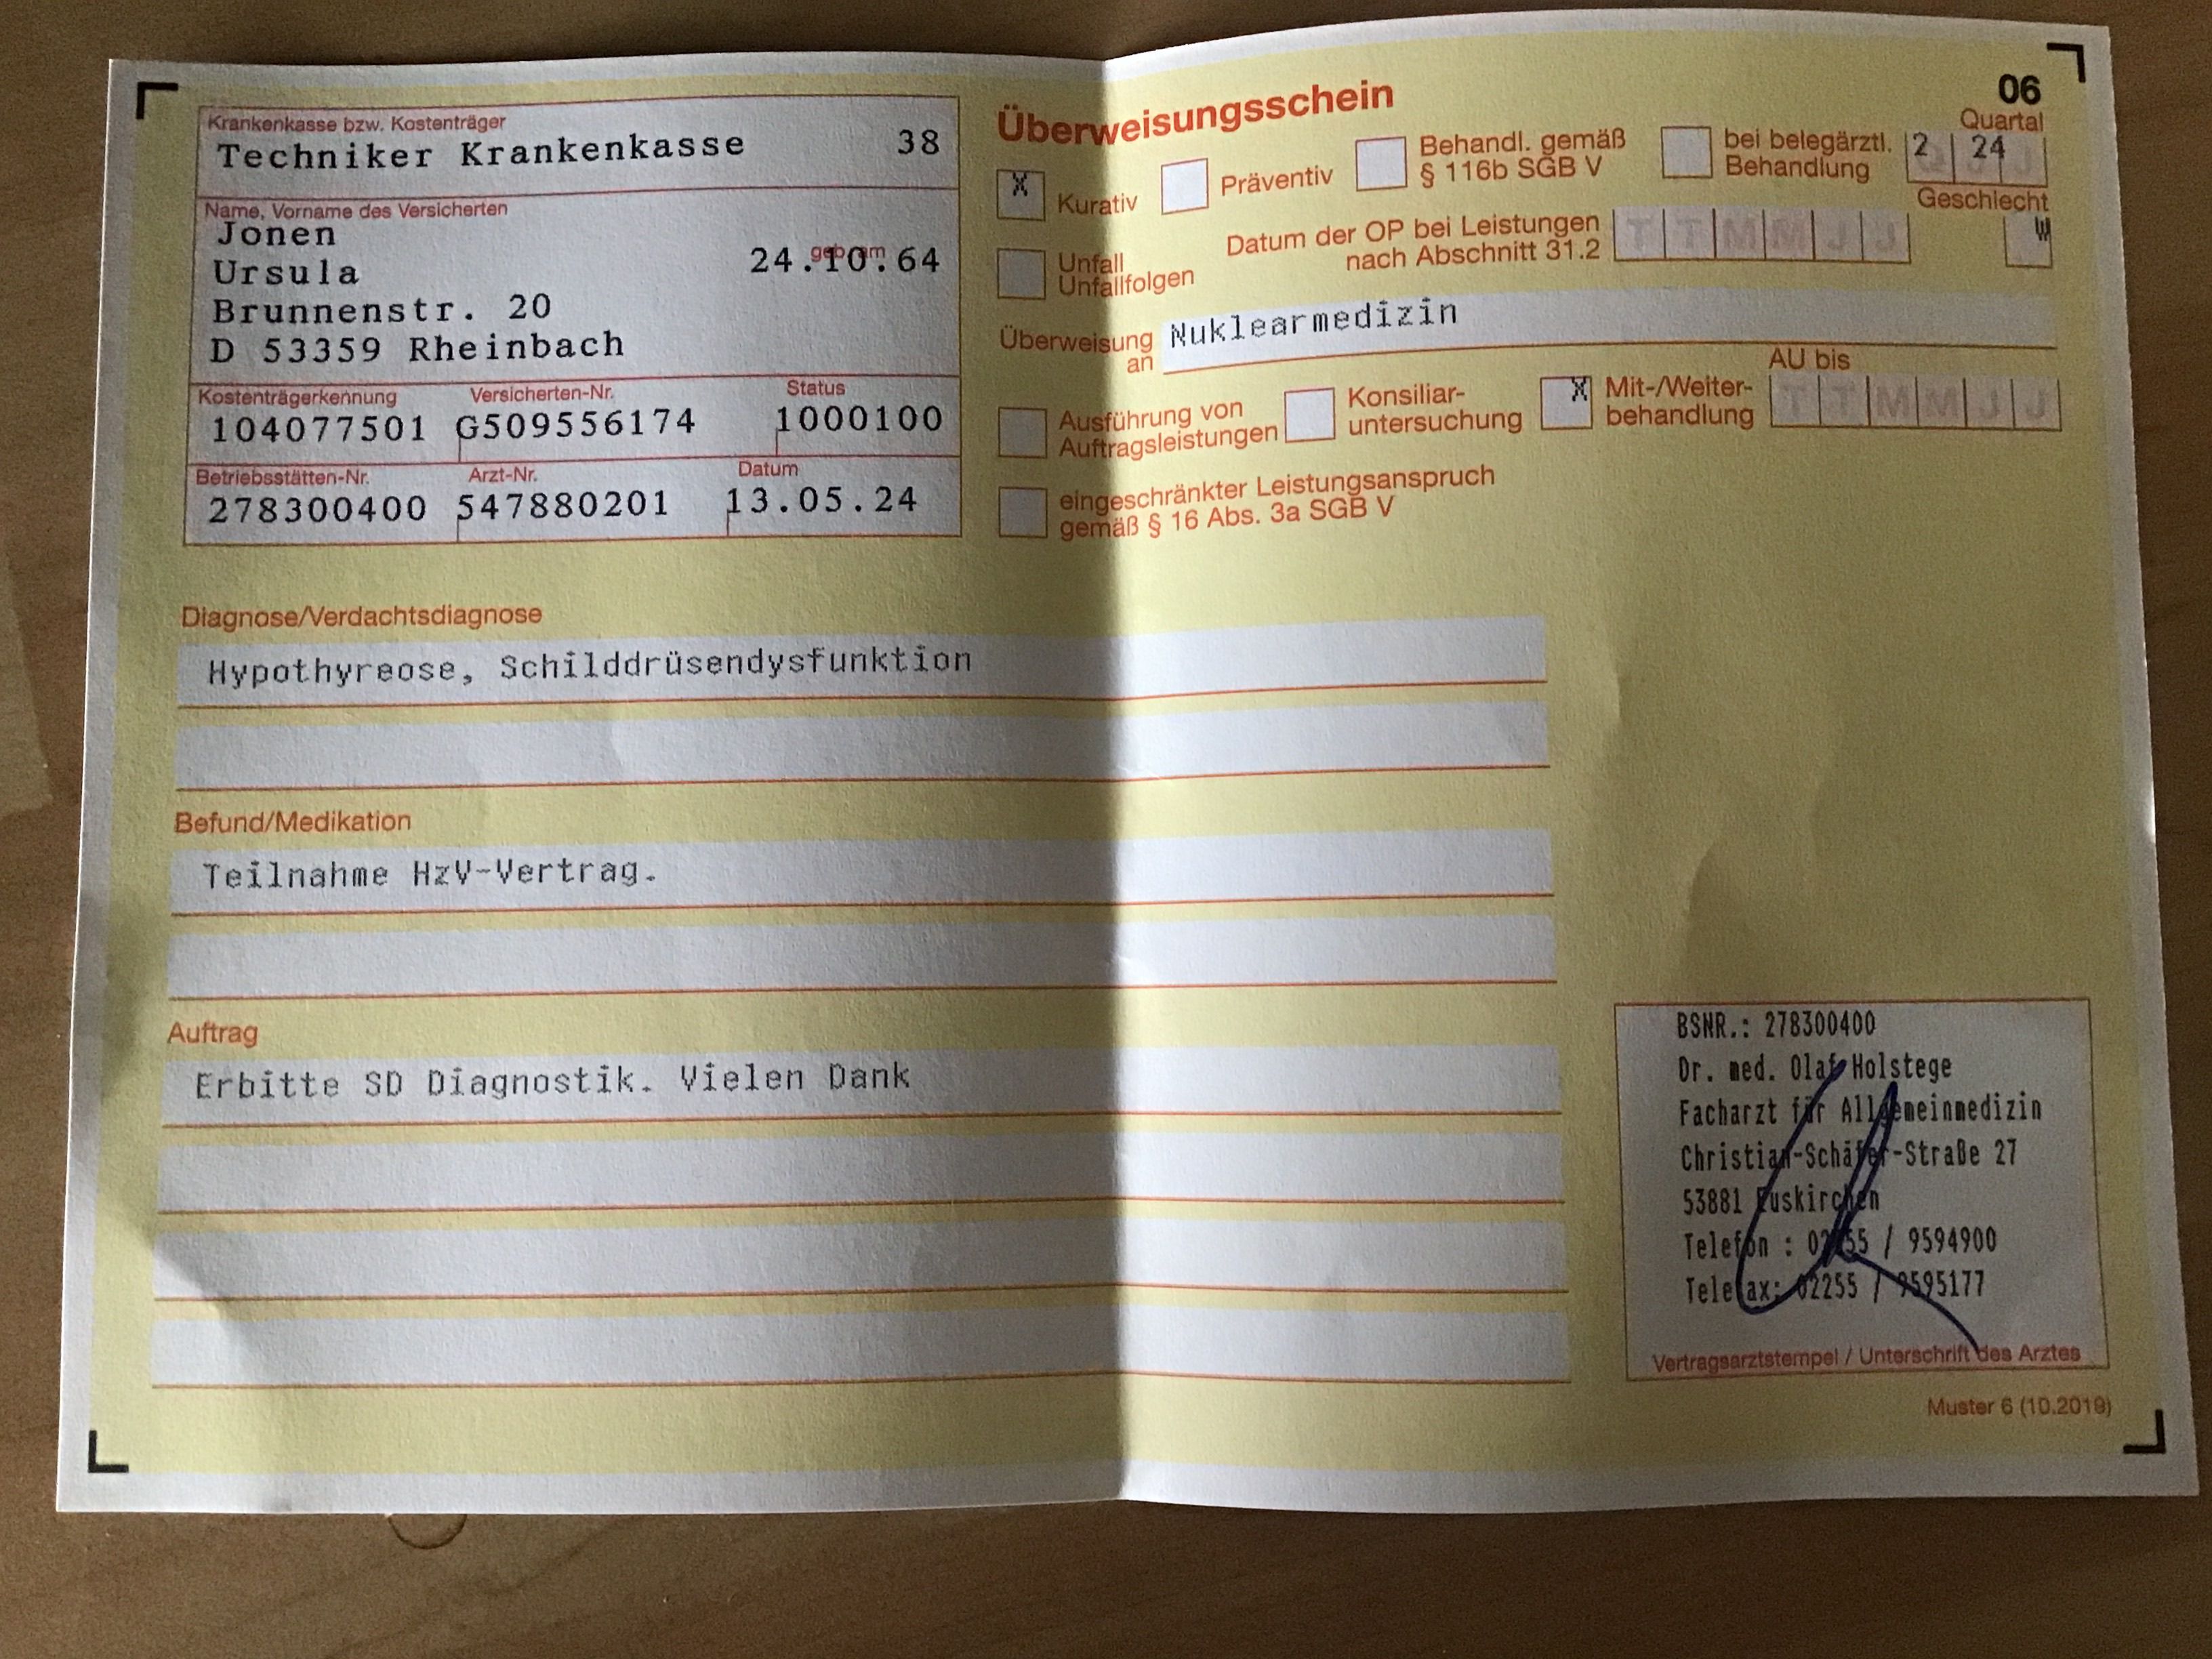 Krankenkasse bzw. Kostenträger
Techniker Krankenkasse 38
Name, Vorname des Versicherten
Jonen
geb. am
Ursula 24.10.64
Brunnenstr. 20
D 53359 Rheinbach
Kostenträgerkennung Versicherten-Nr. Status
104077501 G509556174 1000100
Betriebsstätten-Nr. Arzt-Nr. Datum
278300400 547880201 13.05.24
Überweisungsschein
06
Quartal
X Kurativ
Präventiv
Behandl. gemäß
§ 116b SGB V
bei belegärztl.
Behandlung
2 24
Geschlecht
W
Unfall
Unfallfolgen
Datum der OP bei Leistungen
nach Abschnitt 31.2
T T M M J J
Überweisung
an
Nuklearmedizin
AU bis
Ausführung von
Auftragsleistungen
Konsiliar-
untersuchung
X Mit-/Weiter-
behandlung
T T M M J J
eingeschränkter Leistungsanspruch
gemäß § 16 Abs. 3a SGB V
Diagnose/Verdachtsdiagnose
Hypothyreose, Schilddrüsendysfunktion
Befund/Medikation
Teilnahme HzV-Vertrag.
Auftrag
Erbitte SD Diagnostik. Vielen Dank
BSNR.: 278300400
Dr. med. Olaf Holstege
Facharzt für Allgemeinmedizin
Christian-Schäfer-Straße 27
53881 Euskirchen
Telefon : 02255 / 9594900
Telefax: 02255 / 9595177
Vertragsarztstempel / Unterschrift des Arztes
Muster 6 (10.2019)